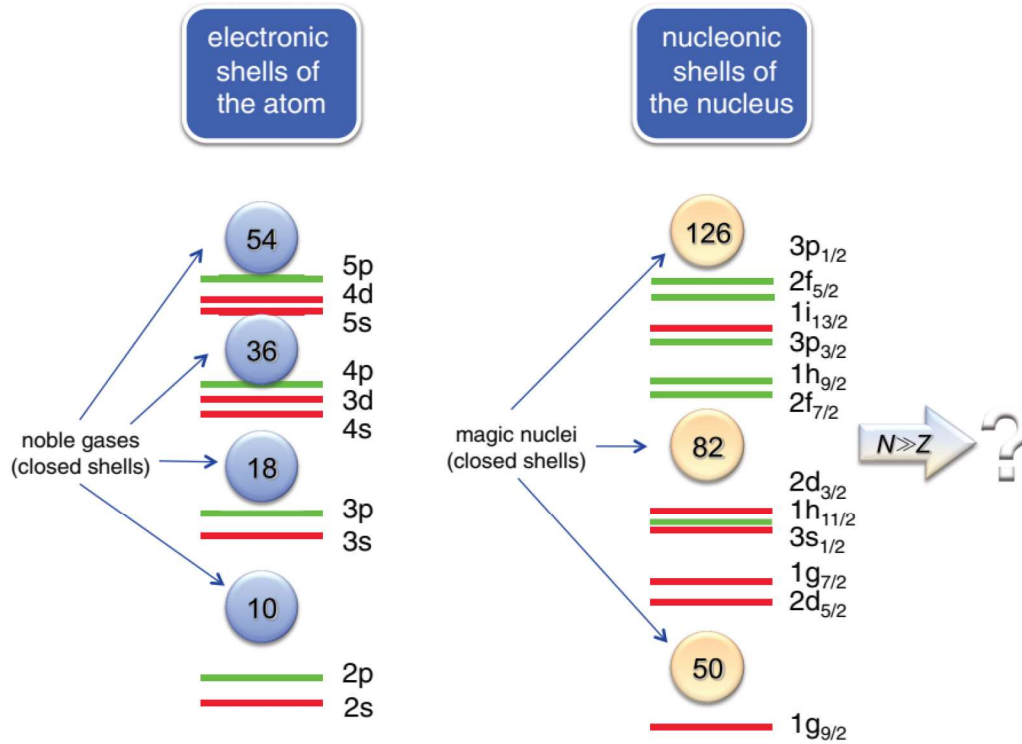 electronic
shells of
the atom
nucleonic
shells of
the nucleus
54
5p
4d
5s
36
4p
3d
4s
noble gases
(closed shells)
18
3p
3s
10
2p
2s
126
3p1/2
2f5/2
1i13/2
3p3/2
1h9/2
2f7/2
magic nuclei
(closed shells)
82
N≫Z
?
2d3/2
1h11/2
3s1/2
1g7/2
2d5/2
50
1g9/2